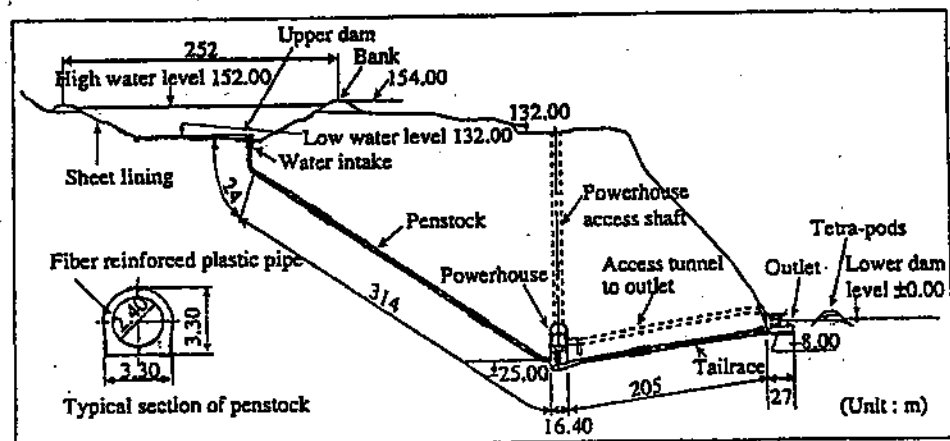 252
Upper dam
Bank
High water level 152.00
154.00
132.00
Low water level 132.00
Water intake
Sheet lining
24
Powerhouse
access shaft
Penstock
Tetra-pods
Fiber reinforced plastic pipe
Powerhouse
Access tunnel
to outlet
Outlet
Lower dam
level ±0.00
314
2.40
3.30
3.30
-25.00
-8.00
Tailrace
205
27
Typical section of penstock
16.40
(Unit : m)